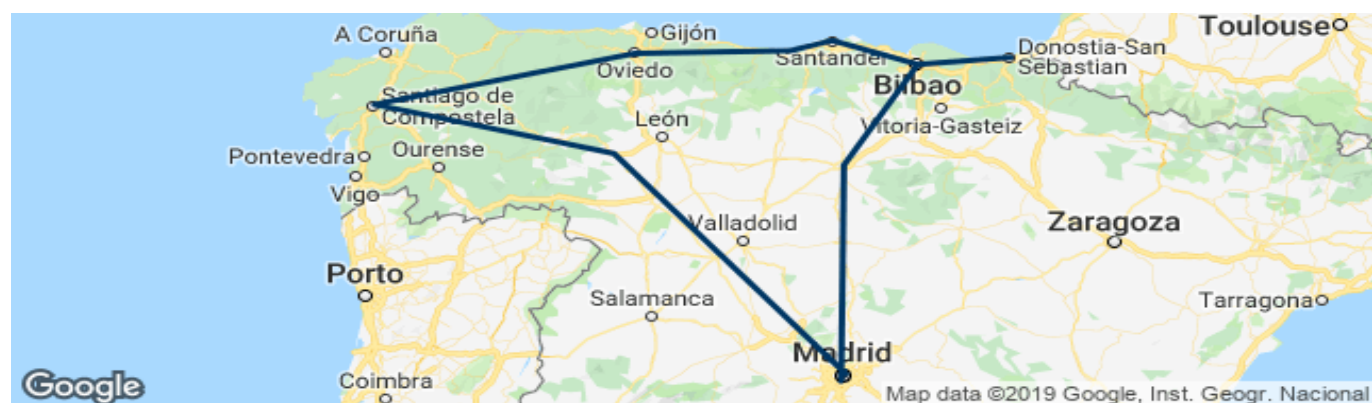 Toulouse
A Coruña
Gijón
Donostia-San
Sebastian
Santander
Oviedo
Bilbao
Santiago de
Compostela
Vitoria-Gasteiz
León
Ourense
Pontevedra
Vigo
Valladolid
Zaragoza
Porto
Salamanca
Tarragona
Madrid
Coimbra
Google
Map data ©2019 Google, Inst. Geogr. Nacional